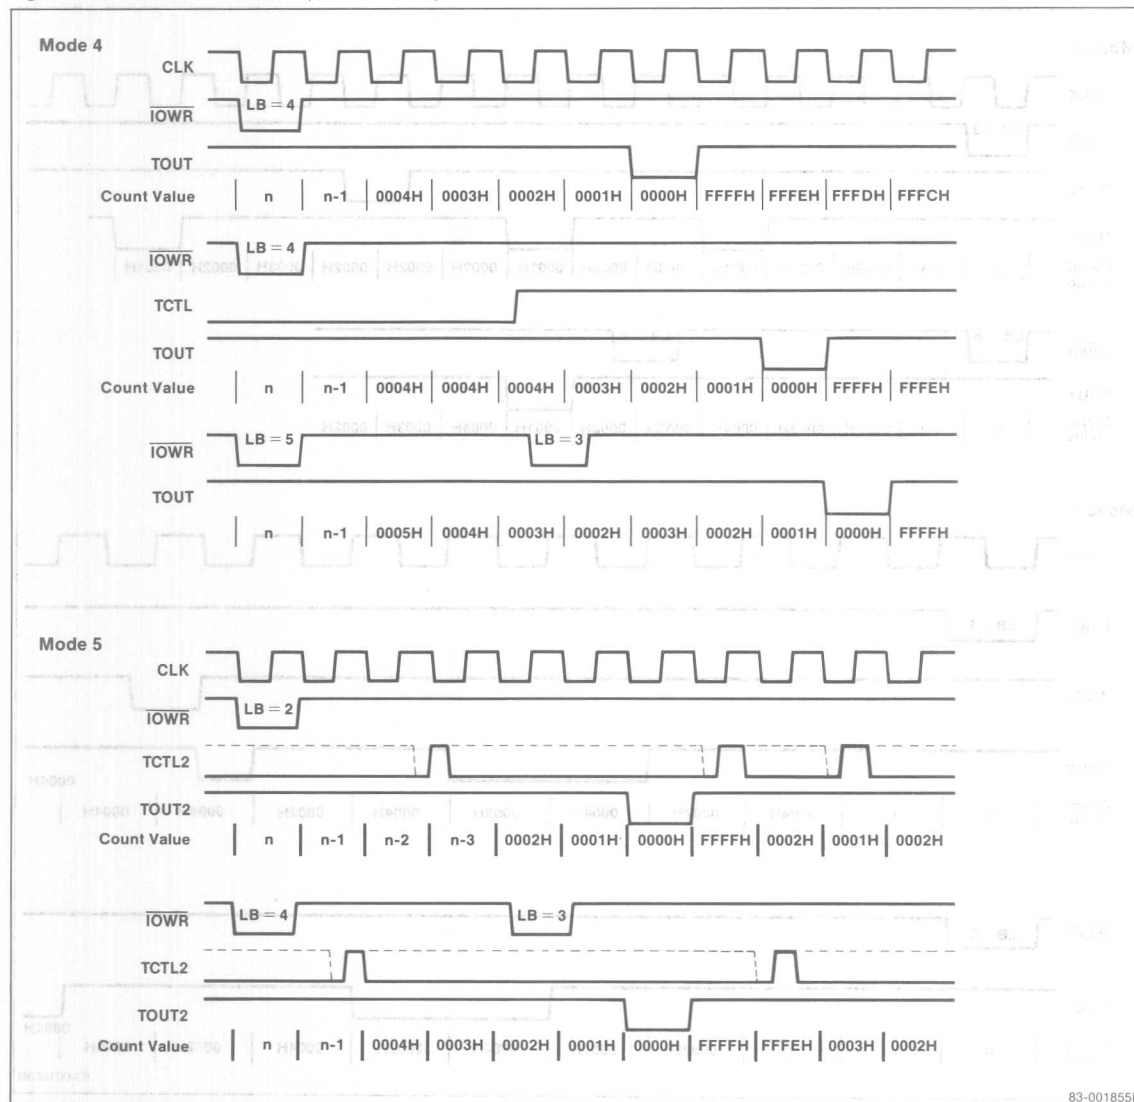 Mode 4
CLK
IOWR LB = 4
TOUT
Count Value n n-1 0004H 0003H 0002H 0001H 0000H FFFFH FFFEH FFFDH FFFCH
IOWR LB = 4
TCTL
TOUT
Count Value n n-1 0004H 0004H 0004H 0003H 0002H 0001H 0000H FFFFH FFFEH
IOWR LB = 5 LB = 3
TOUT
n n-1 0005H 0004H 0003H 0002H 0003H 0002H 0001H 0000H FFFFH
Mode 5
CLK
IOWR LB = 2
TCTL2
TOUT2
Count Value n n-1 n-2 n-3 0002H 0001H 0000H FFFFH 0002H 0001H 0002H
IOWR LB = 4 LB = 3
TCTL2
TOUT2
Count Value n n-1 0004H 0003H 0002H 0001H 0000H FFFFH FFFEH 0003H 0002H